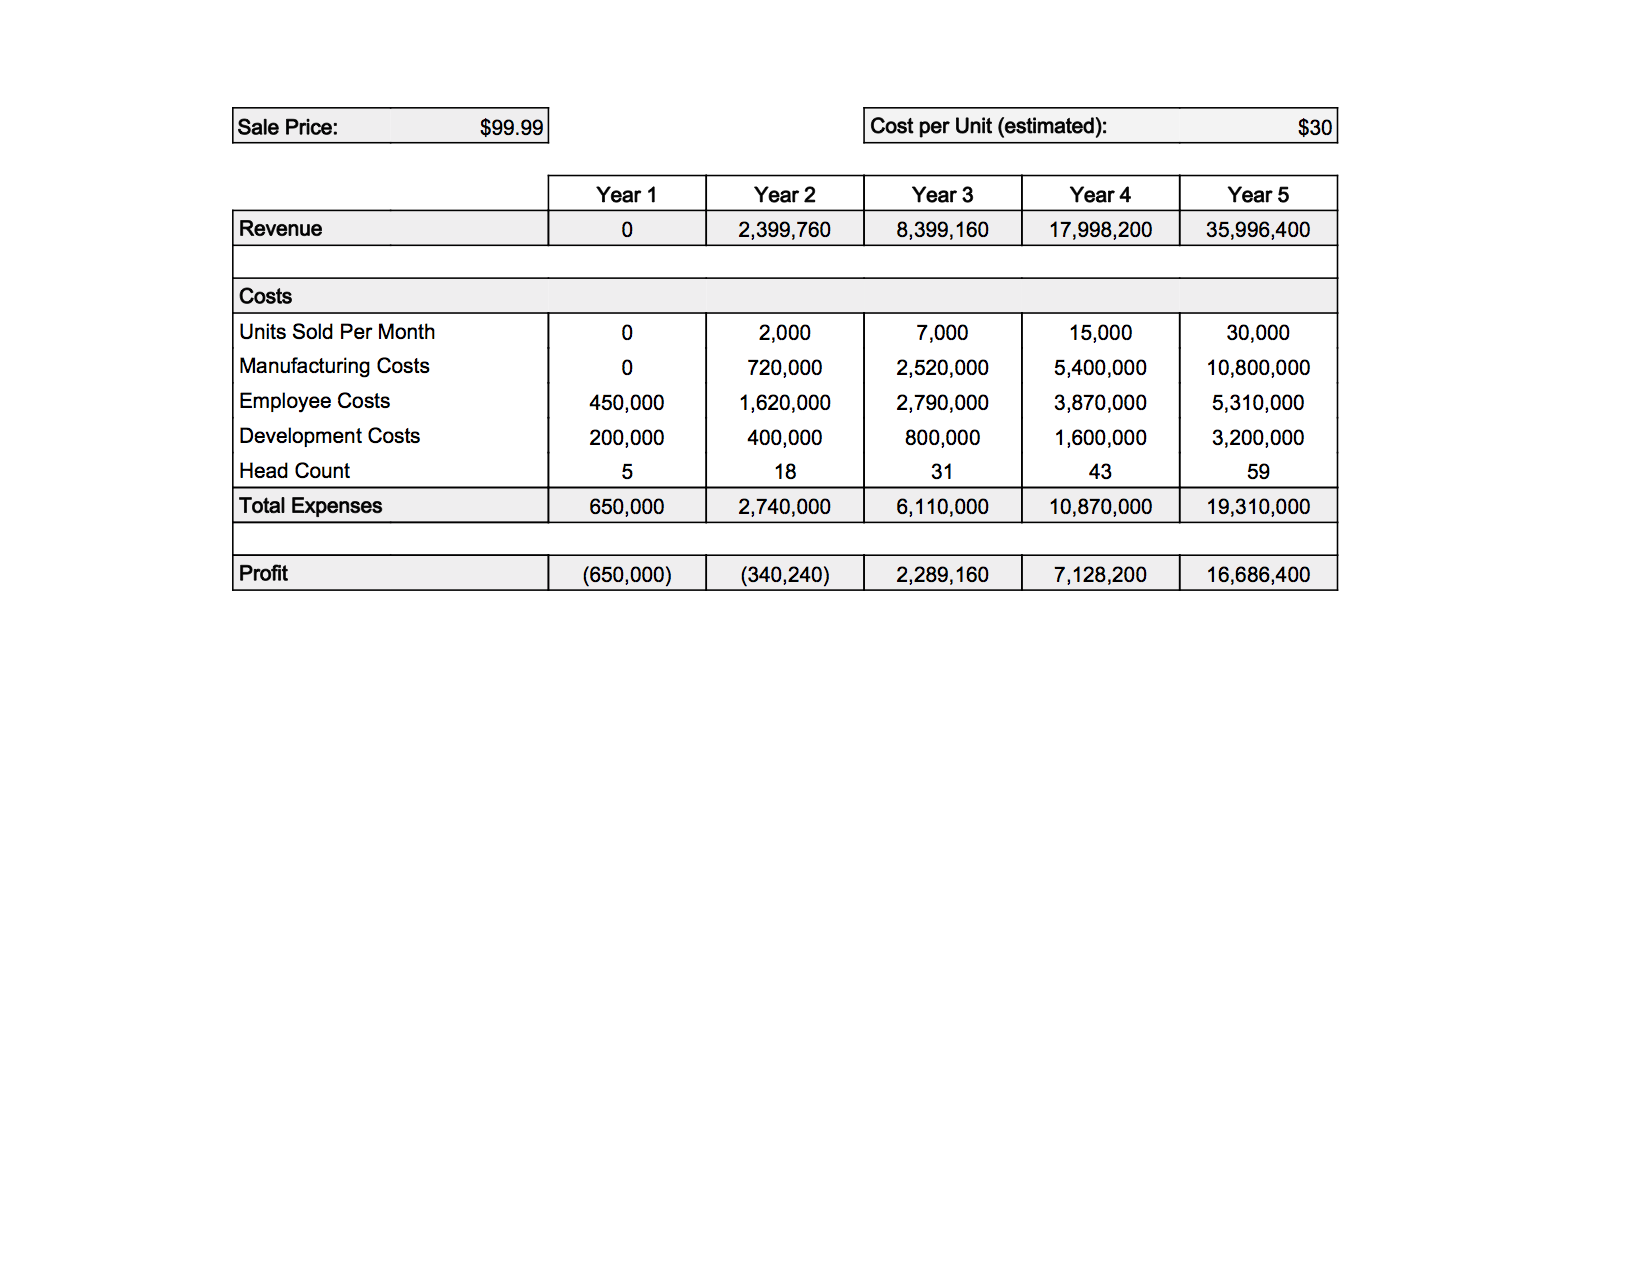 Sale Price: $99.99 Cost per Unit (estimated): $30
Year 1 Year 2 Year 3 Year 4 Year 5
Revenue 0 2,399,760 8,399,160 17,998,200 35,996,400
Costs
Units Sold Per Month 0 2,000 7,000 15,000 30,000
Manufacturing Costs 0 720,000 2,520,000 5,400,000 10,800,000
Employee Costs 450,000 1,620,000 2,790,000 3,870,000 5,310,000
Development Costs 200,000 400,000 800,000 1,600,000 3,200,000
Head Count 5 18 31 43 59
Total Expenses 650,000 2,740,000 6,110,000 10,870,000 19,310,000
Profit (650,000) (340,240) 2,289,160 7,128,200 16,686,400